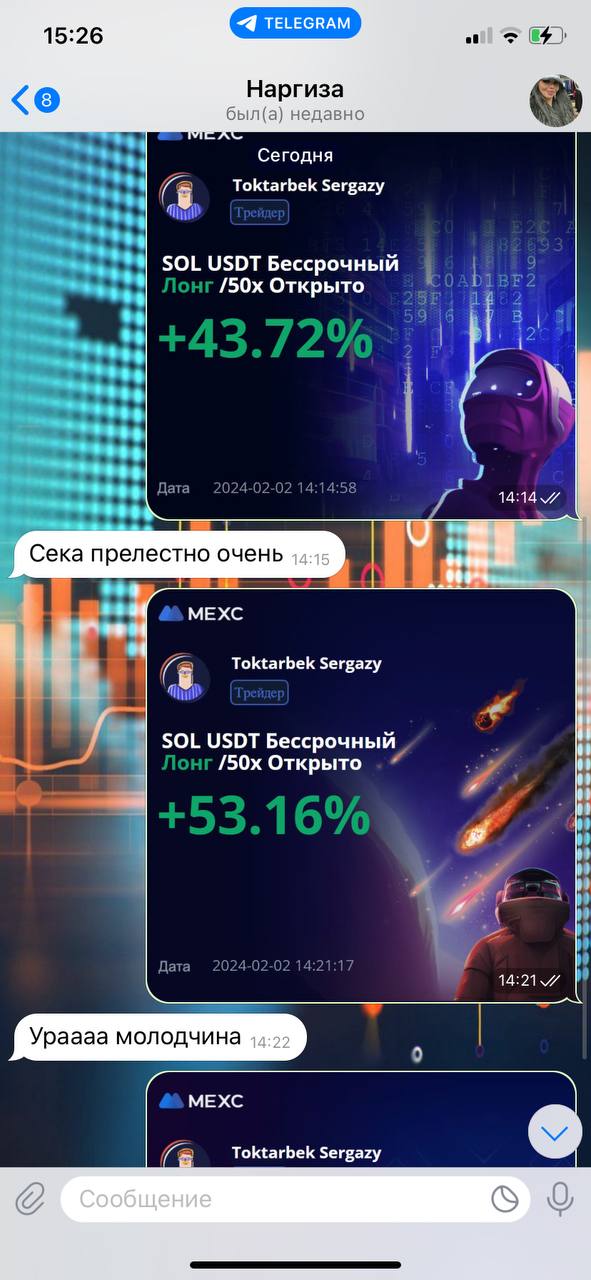 15:26
TELEGRAM
8
Наргиза
был(а) недавно
MEXC
Сегодня
Toktarbek Sergazy
Трейдер
SOL USDT Бессрочный
Лонг /50x Открыто
+43.72%
Дата 2024-02-02 14:14:58
14:14
Сека прелестно очень 14:15
MEXC
Toktarbek Sergazy
Трейдер
SOL USDT Бессрочный
Лонг /50x Открыто
+53.16%
Дата 2024-02-02 14:21:17
14:21
Ураааа молодчина 14:22
MEXC
Toktarbek Sergazy
Сообщение